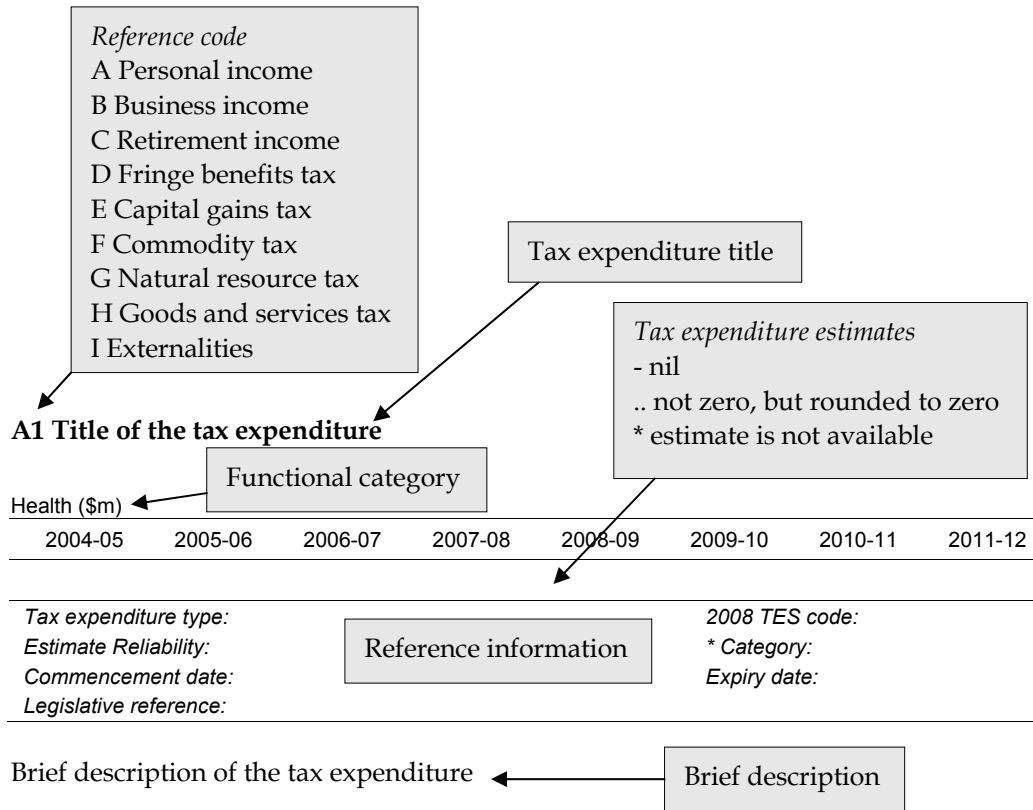 Reference code
A Personal income
B Business income
C Retirement income
D Fringe benefits tax
E Capital gains tax
F Commodity tax
G Natural resource tax
H Goods and services tax
I Externalities
Tax expenditure title
Tax expenditure estimates
- nil
.. not zero, but rounded to zero
* estimate is not available
A1 Title of the tax expenditure
Functional category
Health ($m)
2004-05 2005-06 2006-07 2007-08 2008-09 2009-10 2010-11 2011-12
Tax expenditure type: 2008 TES code:
Estimate Reliability: * Category:
Commencement date: Expiry date:
Legislative reference:
Reference information
Brief description of the tax expenditure
Brief description